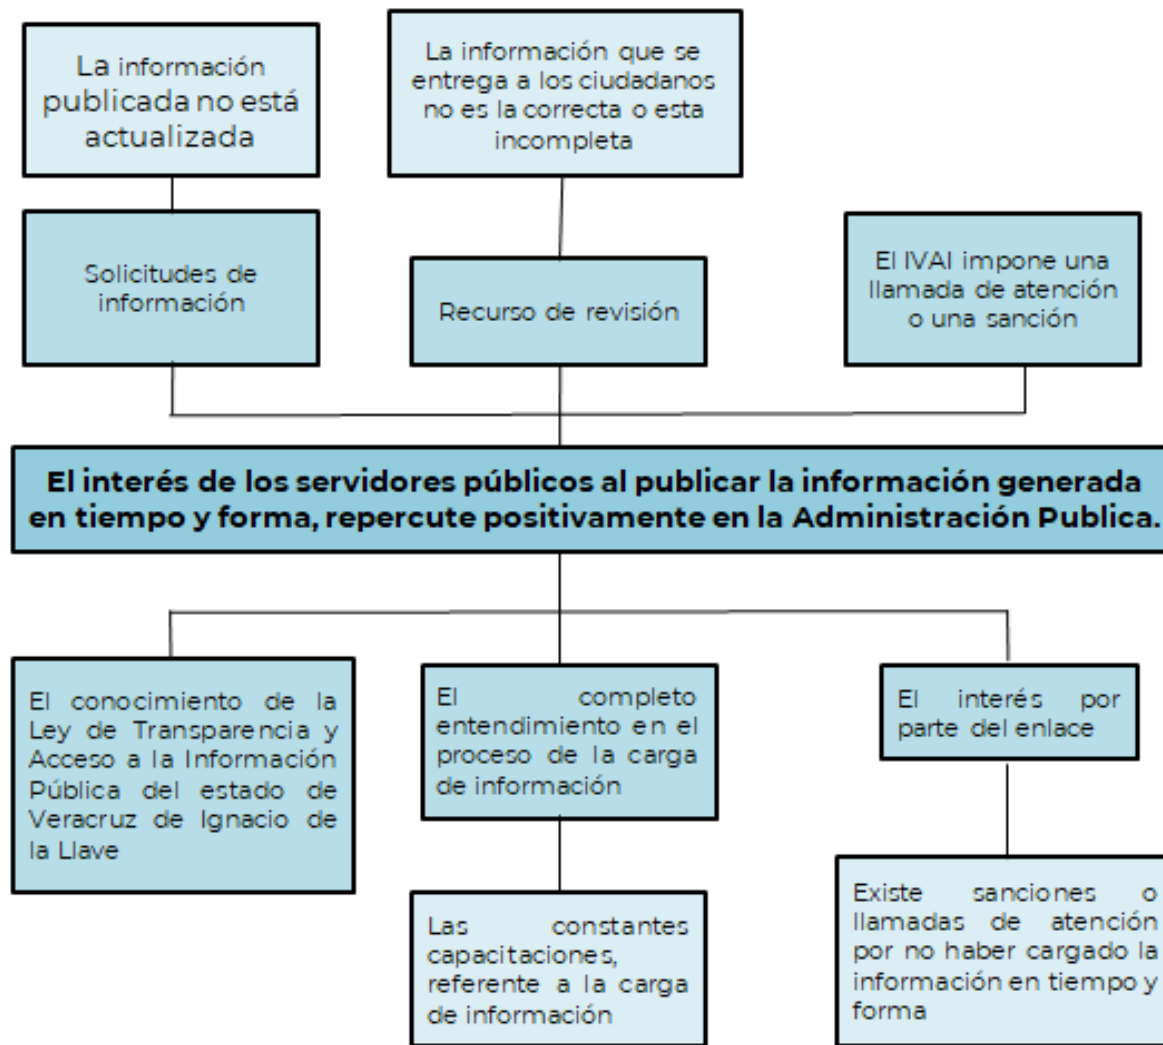 La información
publicada no está
actualizada
La información que se
entrega a los ciudadanos
no es la correcta o esta
incompleta
Solicitudes de
información
Recurso de revisión
El IVAI impone una
llamada de atención
o una sanción
El interés de los servidores públicos al publicar la información generada
en tiempo y forma, repercute positivamente en la Administración Publica.
El conocimiento de la
Ley de Transparencia y
Acceso a la Información
Pública del estado de
Veracruz de Ignacio de
la Llave
El completo
entendimiento en el
proceso de la carga
de información
El interés por
parte del enlace
Las constantes
capacitaciones,
referente a la carga
de información
Existe sanciones o
llamadas de atención
por no haber cargado la
información en tiempo y
forma